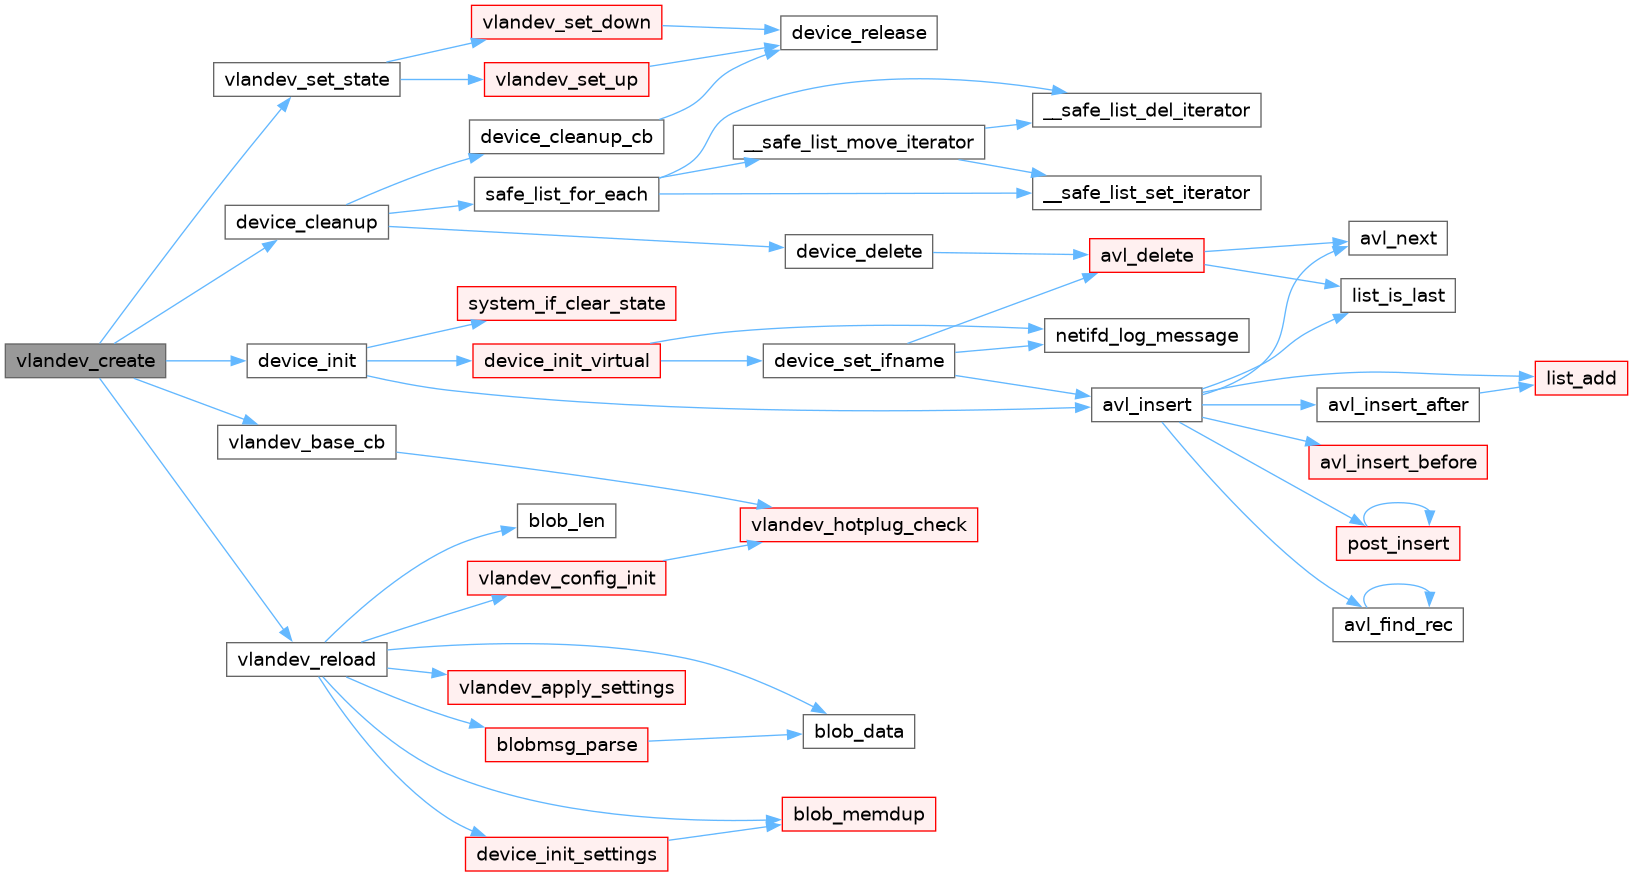 vlandev_create
vlandev_set_state
device_cleanup
device_init
vlandev_base_cb
vlandev_reload
vlandev_set_down
vlandev_set_up
device_cleanup_cb
safe_list_for_each
system_if_clear_state
device_init_virtual
blob_len
vlandev_config_init
vlandev_apply_settings
blobmsg_parse
device_init_settings
device_release
__safe_list_move_iterator
device_delete
device_set_ifname
vlandev_hotplug_check
blob_data
blob_memdup
__safe_list_del_iterator
__safe_list_set_iterator
avl_delete
netifd_log_message
avl_insert
avl_next
list_is_last
avl_insert_after
avl_insert_before
post_insert
avl_find_rec
list_add